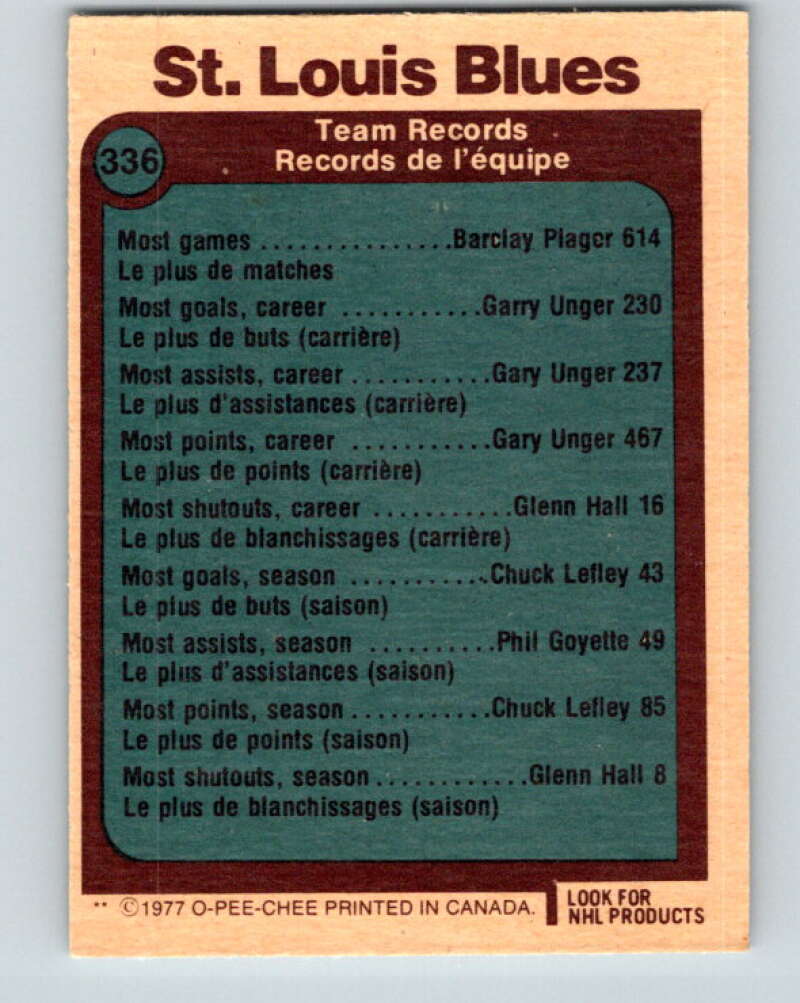 St. Louis Blues
336
Team Records
Records de l'équipe
Most games ................Barclay Plager 614
Le plus de matches
Most goals, career ...........Garry Unger 230
Le plus de buts (carrière)
Most assists, career ...........Gary Unger 237
Le plus d'assistances (carrière)
Most points, career ...........Gary Unger 467
Le plus de points (carrière)
Most shutouts, career ...........Glenn Hall 16
Le plus de blanchissages (carrière)
Most goals, season ...........Chuck Lefley 43
Le plus de buts (saison)
Most assists, season ..........Phil Goyette 49
Le plus d'assistances (saison)
Most points, season ...........Chuck Lefley 85
Le plus de points (saison)
Most shutouts, season ............Glenn Hall 8
Le plus de blanchissages (saison)
** ©1977 O-PEE-CHEE PRINTED IN CANADA.
LOOK FOR
NHL PRODUCTS